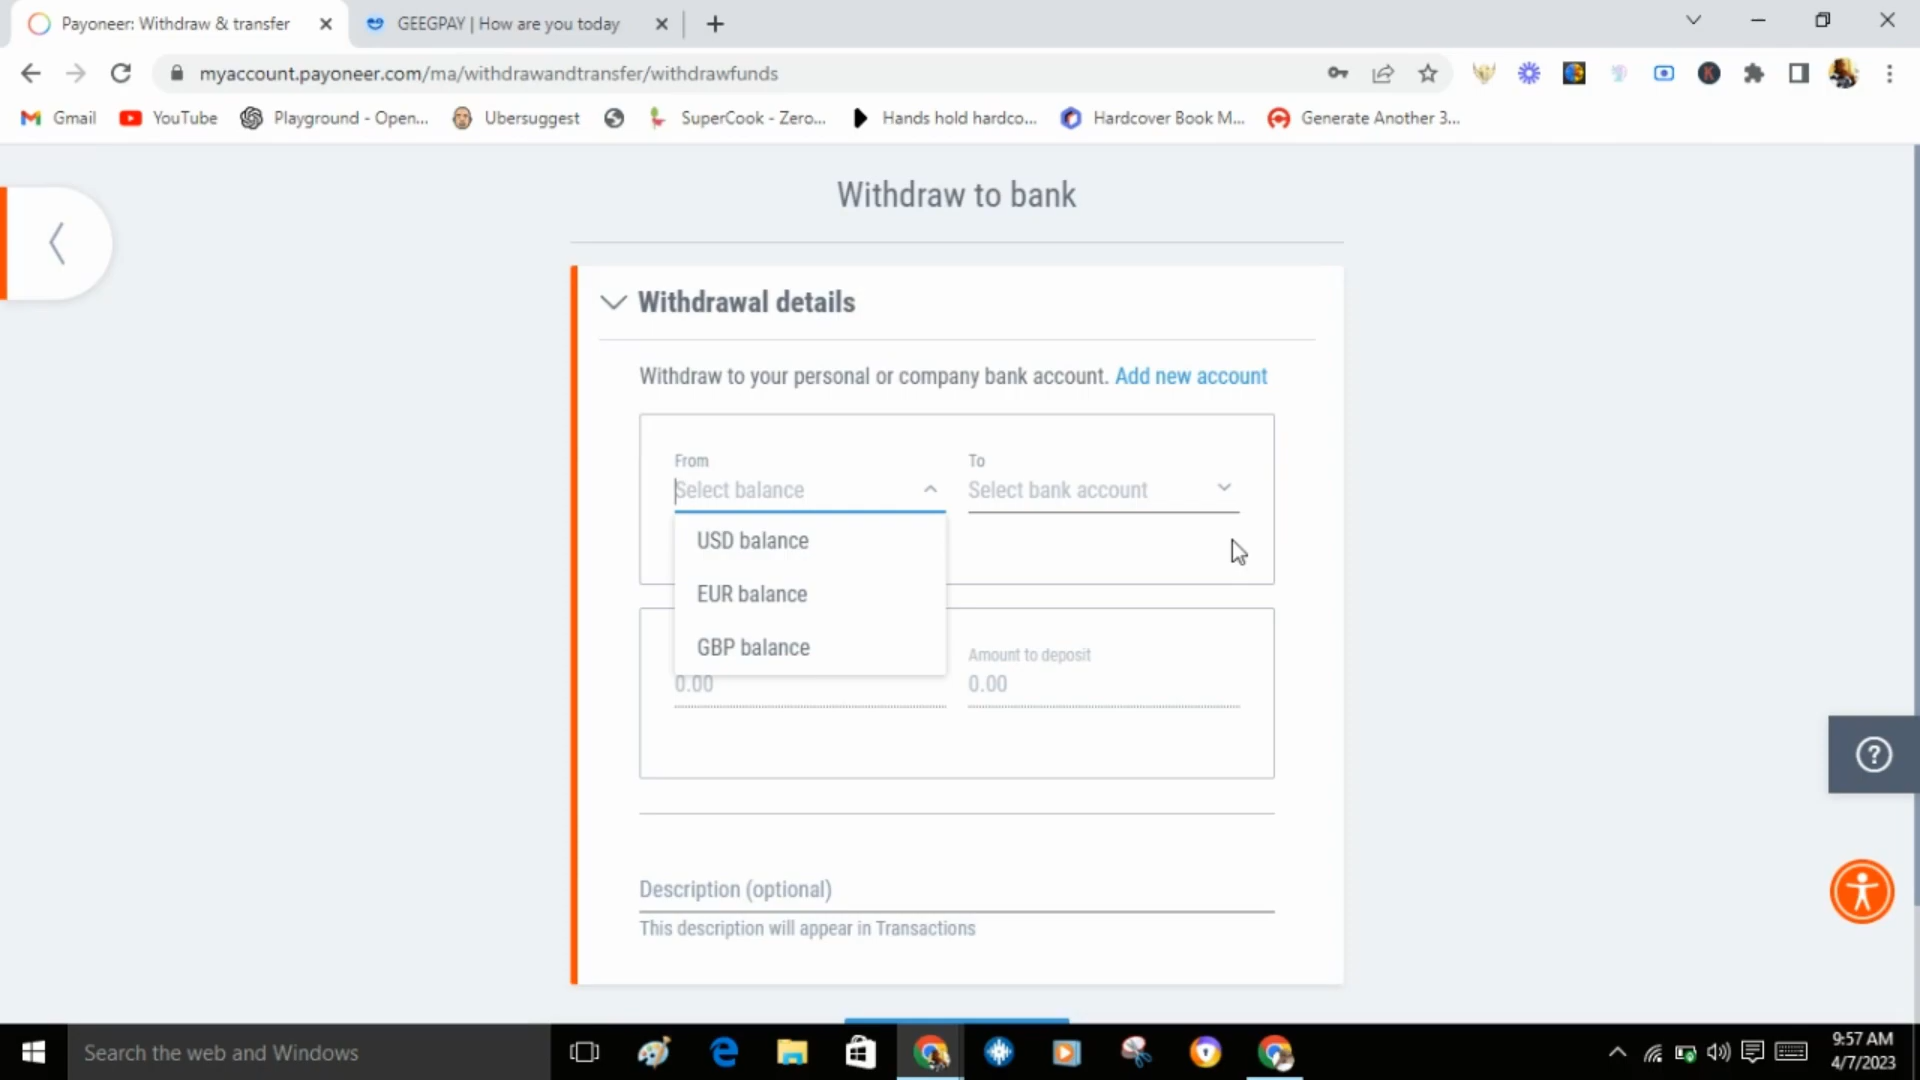 Payoneer: Withdraw & transfer
GEEGPAY | How are you today
myaccount.payoneer.com/ma/withdrawandtransfer/withdrawfunds
Gmail
YouTube
Playground - Open...
Ubersuggest
SuperCook - Zero...
Hands hold hardco...
Hardcover Book M...
Generate Another 3...
Withdraw to bank
Withdrawal details
Withdraw to your personal or company bank account. Add new account
From
To
Select balance
Select bank account
USD balance
EUR balance
GBP balance
Amount to deposit
0.00
0.00
Description (optional)
This description will appear in Transactions
Search the web and Windows
9:57 AM
4/7/2023